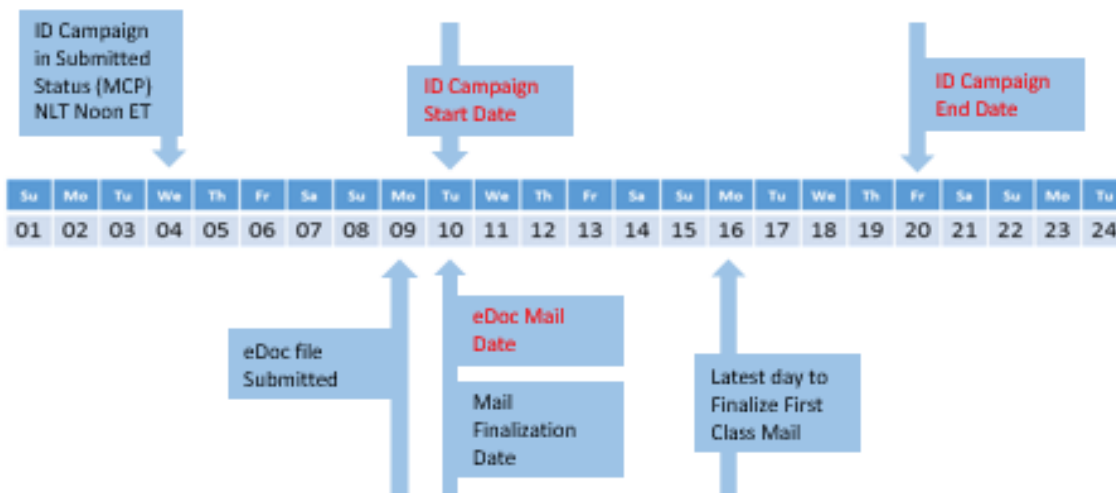 ID Campaign
in Submitted
Status (MCP)
NLT Noon ET
ID Campaign
Start Date
ID Campaign
End Date
Su Mo Tu We Th Fr Sa Su Mo Tu We Th Fr Sa Su Mo Tu We Th Fr Sa Su Mo Tu
01 02 03 04 05 06 07 08 09 10 11 12 13 14 15 16 17 18 19 20 21 22 23 24
eDoc file
Submitted
eDoc Mail
Date
Mail
Finalization
Date
Latest day to
Finalize First
Class Mail